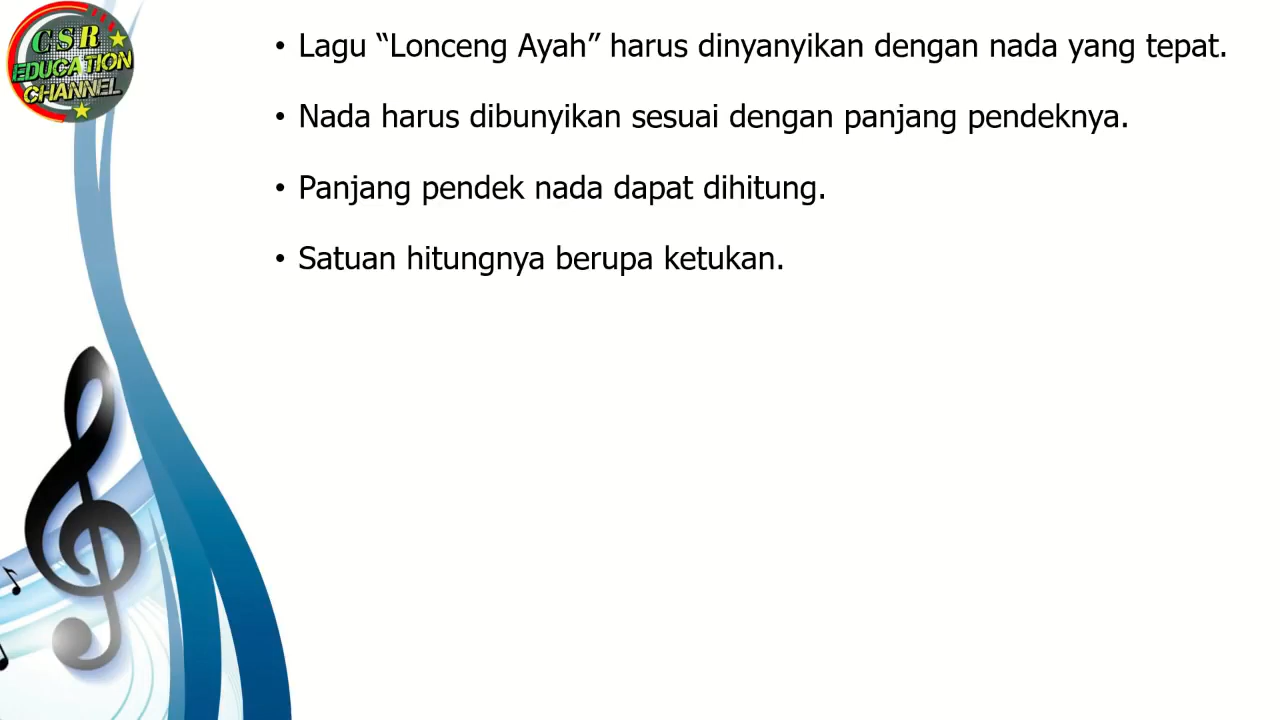 CSR
EDUCATION
CHANNEL
• Lagu “Lonceng Ayah” harus dinyanyikan dengan nada yang tepat.
• Nada harus dibunyikan sesuai dengan panjang pendeknya.
• Panjang pendek nada dapat dihitung.
• Satuan hitungnya berupa ketukan.